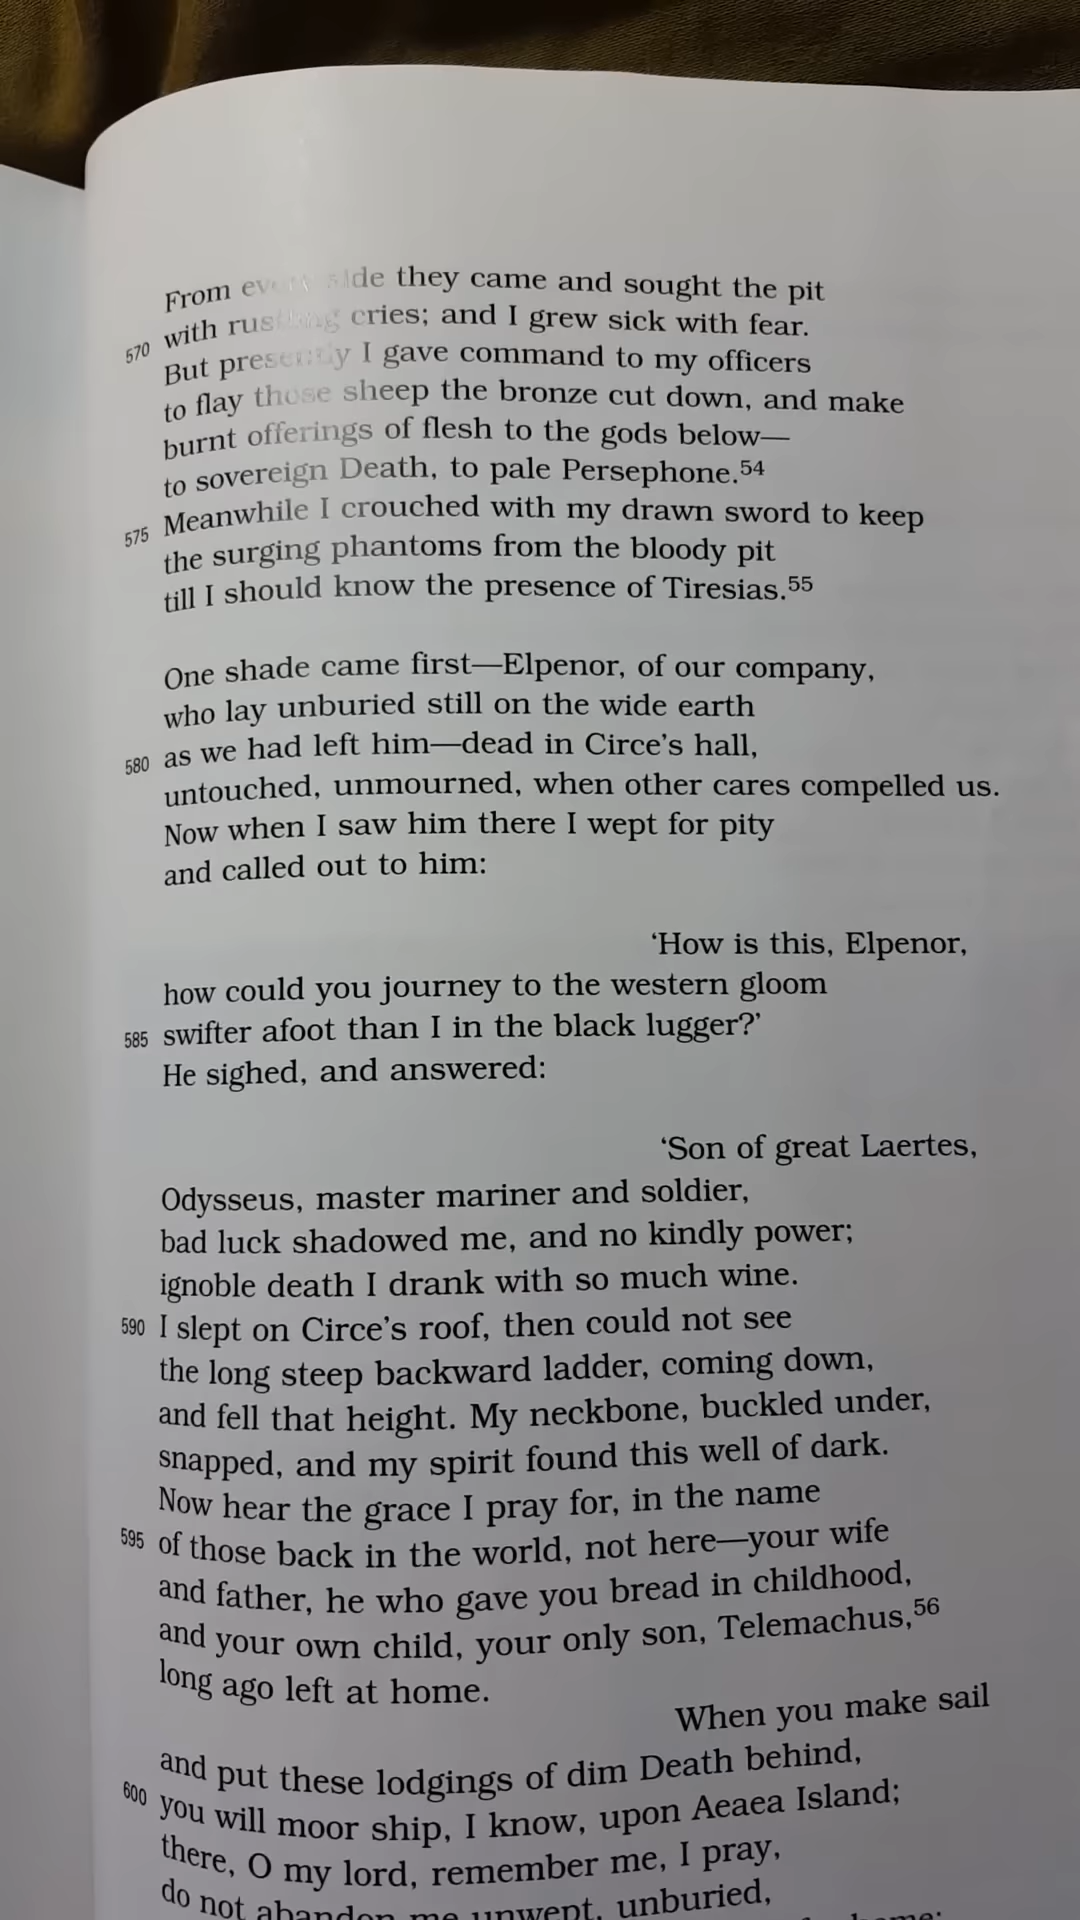 From every side they came and sought the pit
with rustling cries; and I grew sick with fear.
570 But presently I gave command to my officers
to flay those sheep the bronze cut down, and make
burnt offerings of flesh to the gods below—
to sovereign Death, to pale Persephone.54
575 Meanwhile I crouched with my drawn sword to keep
the surging phantoms from the bloody pit
till I should know the presence of Tiresias.55
One shade came first—Elpenor, of our company,
who lay unburied still on the wide earth
580 as we had left him—dead in Circe's hall,
untouched, unmourned, when other cares compelled us.
Now when I saw him there I wept for pity
and called out to him:
‘How is this, Elpenor,
how could you journey to the western gloom
585 swifter afoot than I in the black lugger?’
He sighed, and answered:
‘Son of great Laertes,
Odysseus, master mariner and soldier,
bad luck shadowed me, and no kindly power;
ignoble death I drank with so much wine.
590 I slept on Circe's roof, then could not see
the long steep backward ladder, coming down,
and fell that height. My neckbone, buckled under,
snapped, and my spirit found this well of dark.
Now hear the grace I pray for, in the name
595 of those back in the world, not here—your wife
and father, he who gave you bread in childhood,
and your own child, your only son, Telemachus,56
long ago left at home.
When you make sail
and put these lodgings of dim Death behind,
600 you will moor ship, I know, upon Aeaea Island;
there, O my lord, remember me, I pray,
do not abandon me unwept, unburied,